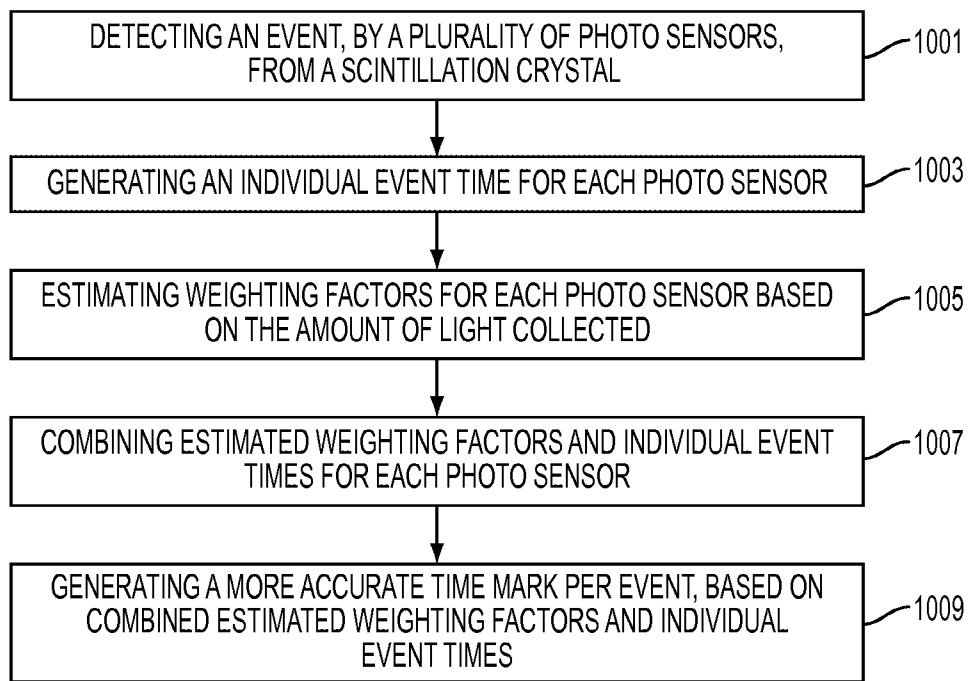 DETECTING AN EVENT, BY A PLURALITY OF PHOTO SENSORS,
FROM A SCINTILLATION CRYSTAL
1001
GENERATING AN INDIVIDUAL EVENT TIME FOR EACH PHOTO SENSOR
1003
ESTIMATING WEIGHTING FACTORS FOR EACH PHOTO SENSOR BASED
ON THE AMOUNT OF LIGHT COLLECTED
1005
COMBINING ESTIMATED WEIGHTING FACTORS AND INDIVIDUAL EVENT
TIMES FOR EACH PHOTO SENSOR
1007
GENERATING A MORE ACCURATE TIME MARK PER EVENT, BASED ON
COMBINED ESTIMATED WEIGHTING FACTORS AND INDIVIDUAL
EVENT TIMES
1009